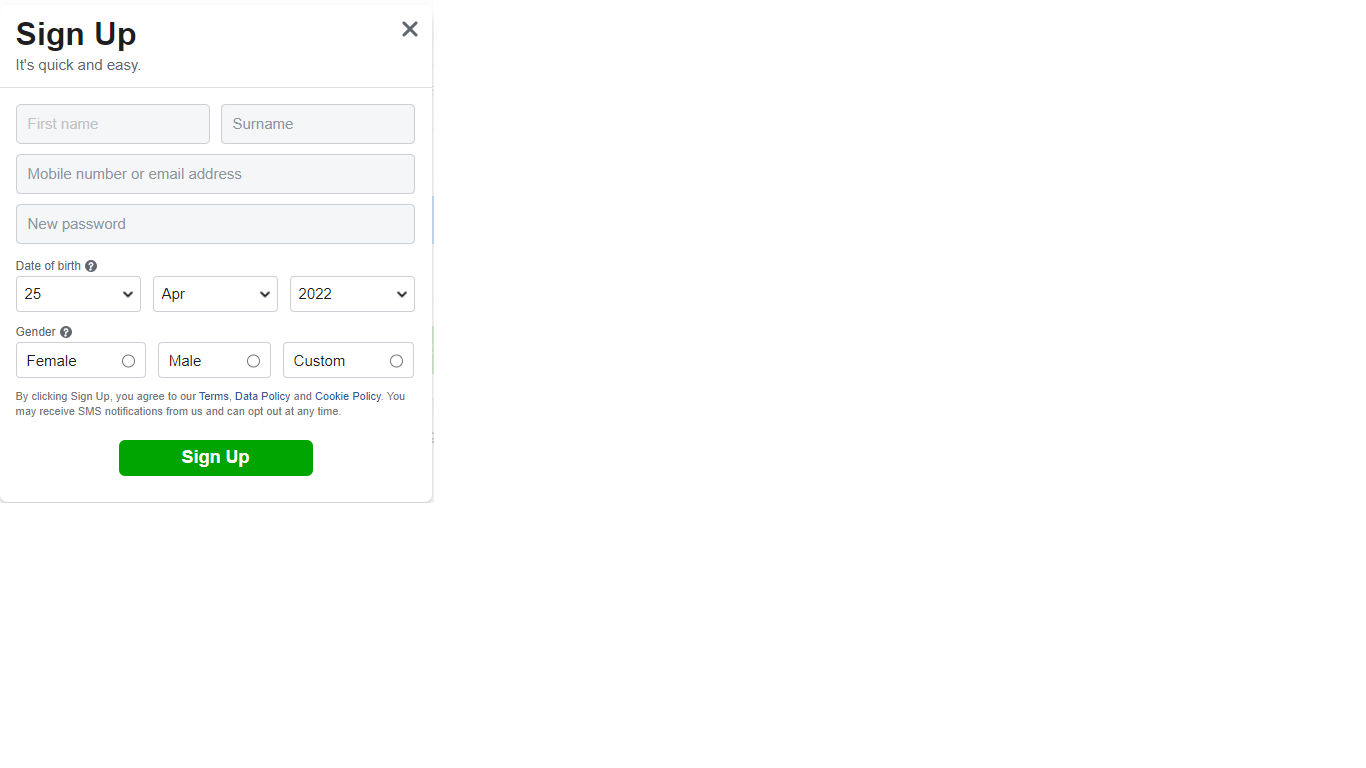 Sign Up
It's quick and easy.
First name Surname
Mobile number or email address
New password
Date of birth
25 Apr 2022
Gender
Female Male Custom
By clicking Sign Up, you agree to our Terms, Data Policy and Cookie Policy. You
may receive SMS notifications from us and can opt out at any time.
Sign Up